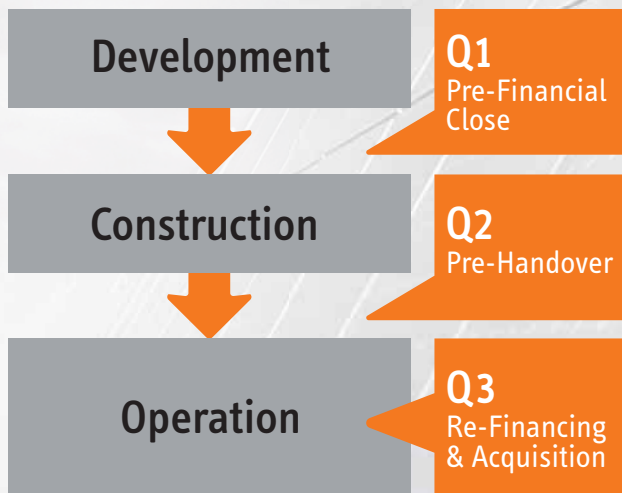 Development
Q1
Pre-Financial
Close
Construction
Q2
Pre-Handover
Operation
Q3
Re-Financing
& Acquisition